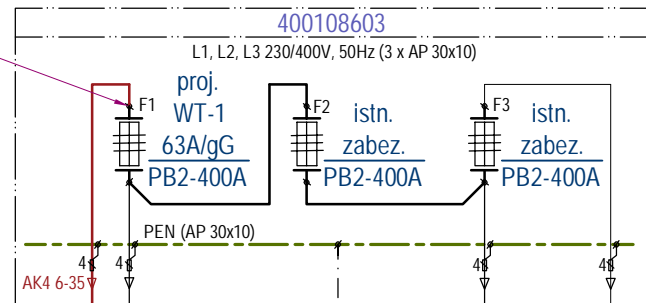 400108603
L1, L2, L3 230/400V, 50Hz (3 x AP 30x10)
F1
proj.
WT-1
63A/gG
PB2-400A
F2
istn.
zabez.
PB2-400A
F3
istn.
zabez.
PB2-400A
PEN (AP 30x10)
4
4
4
4
AK4 6-35